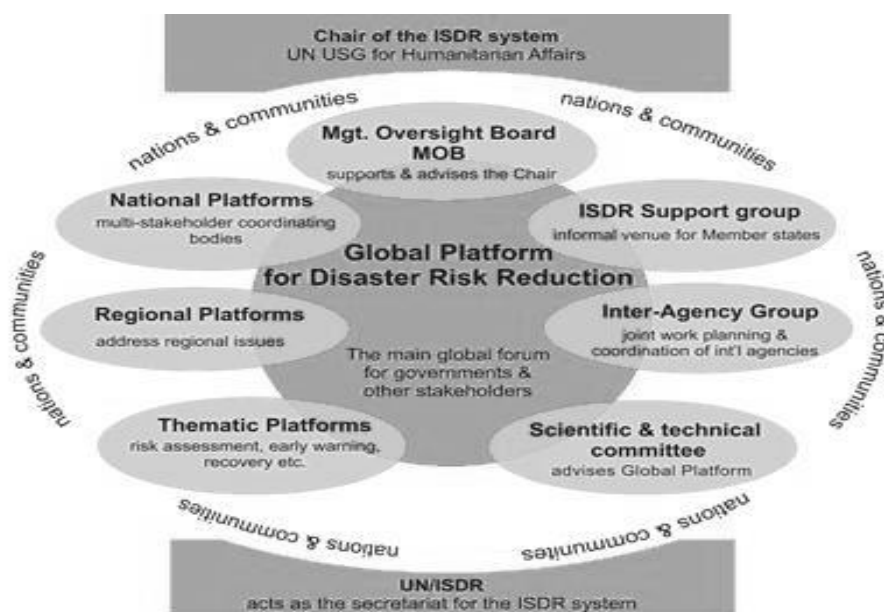 Chair of the ISDR system
UN USG for Humanitarian Affairs
nations & communities
nations & communities
Mgt. Oversight Board
MOB
supports & advises the Chair
National Platforms
multi-stakeholder coordinating
bodies
ISDR Support group
informal venue for Member states
Global Platform
for Disaster Risk Reduction
nations & communities
nations & communities
Regional Platforms
address regional issues
Inter-Agency Group
joint work planning &
coordination of int'l agencies
The main global forum
for governments &
other stakeholders
Thematic Platforms
risk assessment, early warning,
recovery etc.
Scientific & technical
committee
advises Global Platform
nations & communities
nations & communites
UN/ISDR
acts as the secretariat for the ISDR system